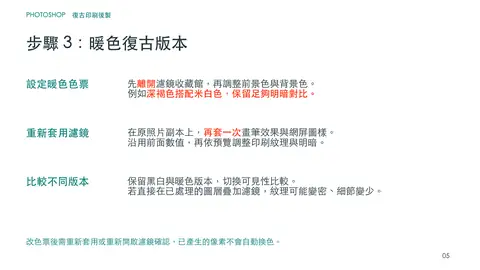 PHOTOSHOP 復古印刷後製
步驟 3：暖色復古版本
設定暖色色票
先離開濾鏡收藏館，再調整前景色與背景色。
例如深褐色搭配米白色，保留足夠明暗對比。
重新套用濾鏡
在原照片副本上，再套一次畫筆效果與網屏圖樣。
沿用前面數值，再依預覽調整印刷紋理與明暗。
比較不同版本
保留黑白與暖色版本，切換可見性比較。
若直接在已處理的圖層疊加濾鏡，紋理可能變密、細節變少。
改色票後需重新套用或重新開啟濾鏡確認，已產生的像素不會自動換色。
05